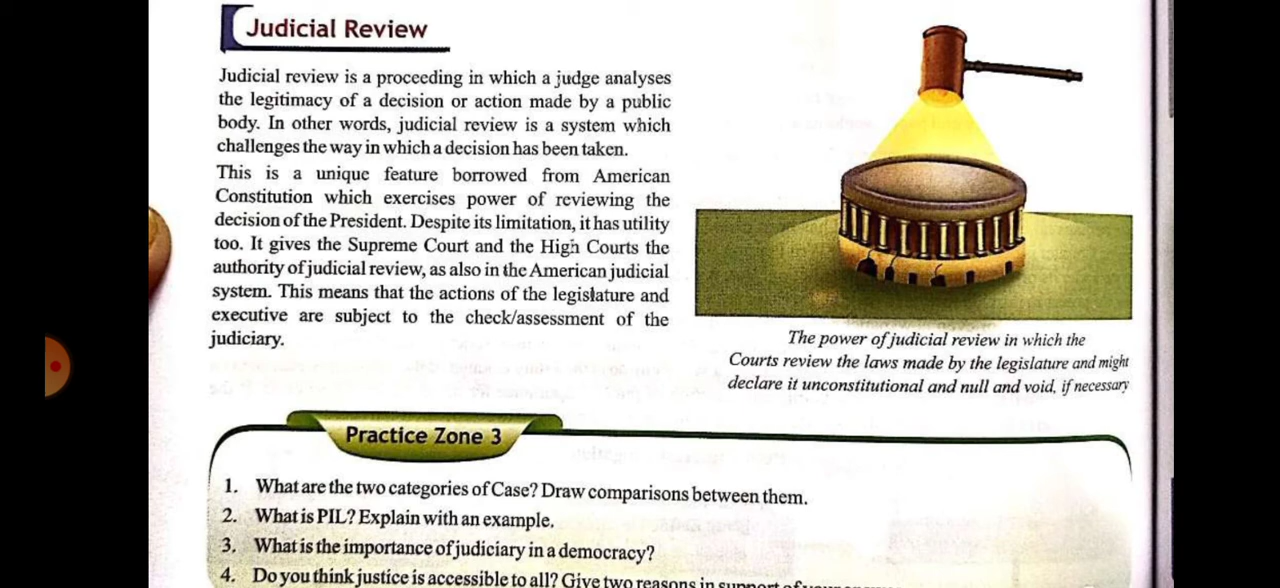 Judicial Review
Judicial review is a proceeding in which a judge analyses
the legitimacy of a decision or action made by a public
body. In other words, judicial review is a system which
challenges the way in which a decision has been taken.
This is a unique feature borrowed from American
Constitution which exercises power of reviewing the
decision of the President. Despite its limitation, it has utility
too. It gives the Supreme Court and the High Courts the
authority of judicial review, as also in the American judicial
system. This means that the actions of the legislature and
executive are subject to the check/assessment of the
judiciary.
The power of judicial review in which the
Courts review the laws made by the legislature and might
declare it unconstitutional and null and void, if necessary
Practice Zone 3
1. What are the two categories of Case? Draw comparisons between them.
2. What is PIL? Explain with an example.
3. What is the importance of judiciary in a democracy?
4. Do you think justice is accessible to all? Give two reasons in support of